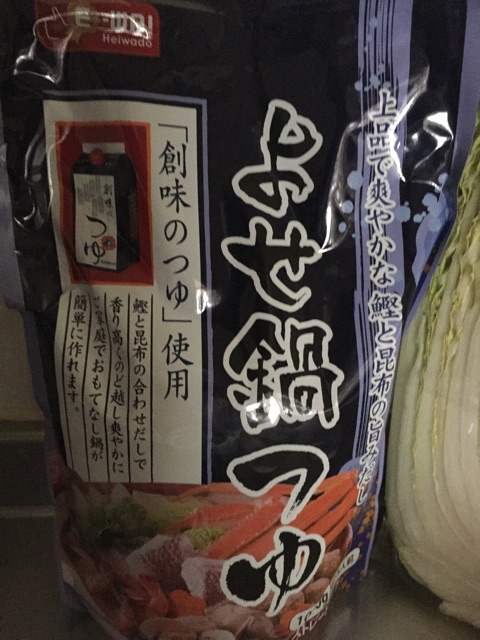 E-WA!
Heiwado
上品で爽やかな鰹と昆布の旨みだし
よせ鍋つゆ
「創味のつゆ」使用
創味の
つゆ
鰹と昆布の合わせだしで
香り高くのど越し爽やかに
ご家庭でおもてなし鍋が
簡単に作れます。